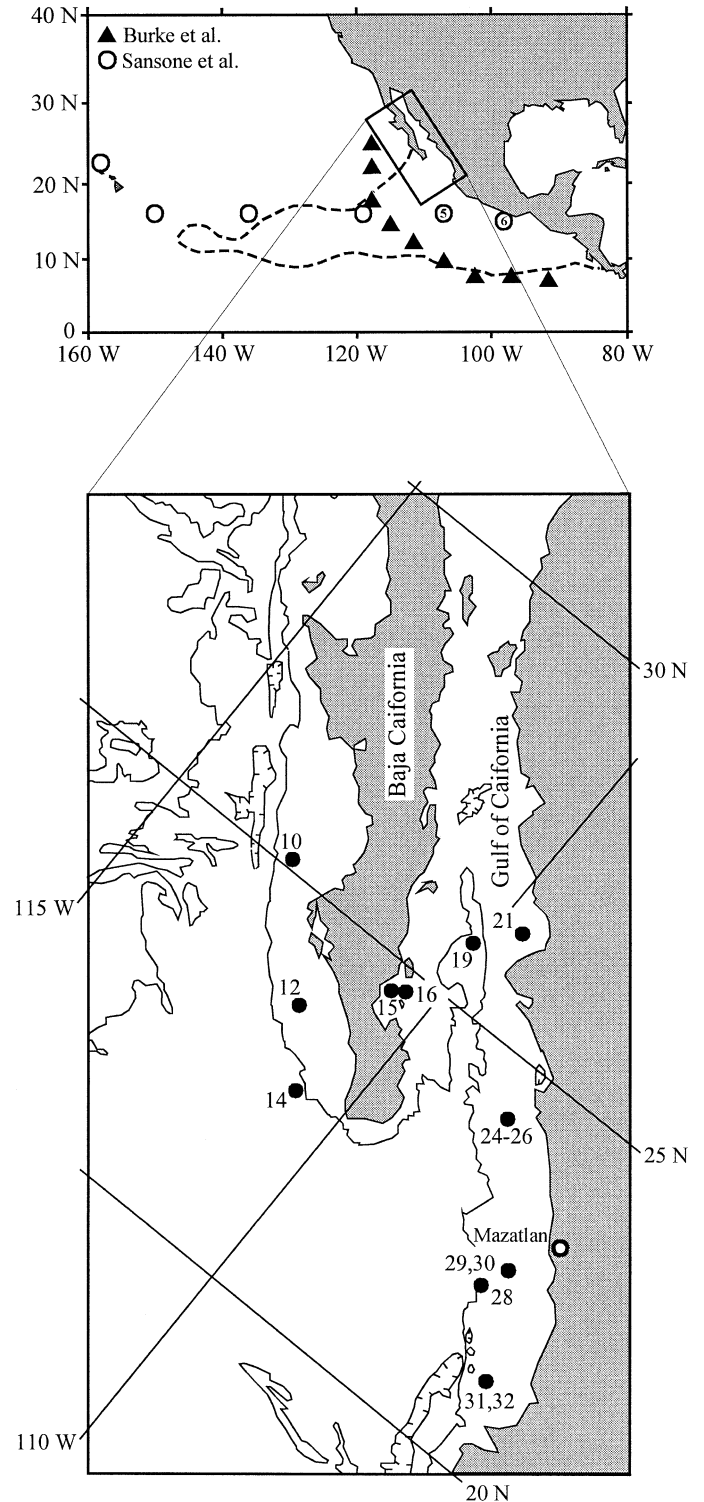 40 N
Burke et al.
Sansone et al.
30 N
20 N
5
6
10 N
0
160 W
140 W
120 W
100 W
80 W
30 N
Baja Caifornia
Gulf of Caifornia
10
115 W
21
19
12
15
16
14
24-26
25 N
Mazatlan
29,30
28
31,32
110 W
20 N